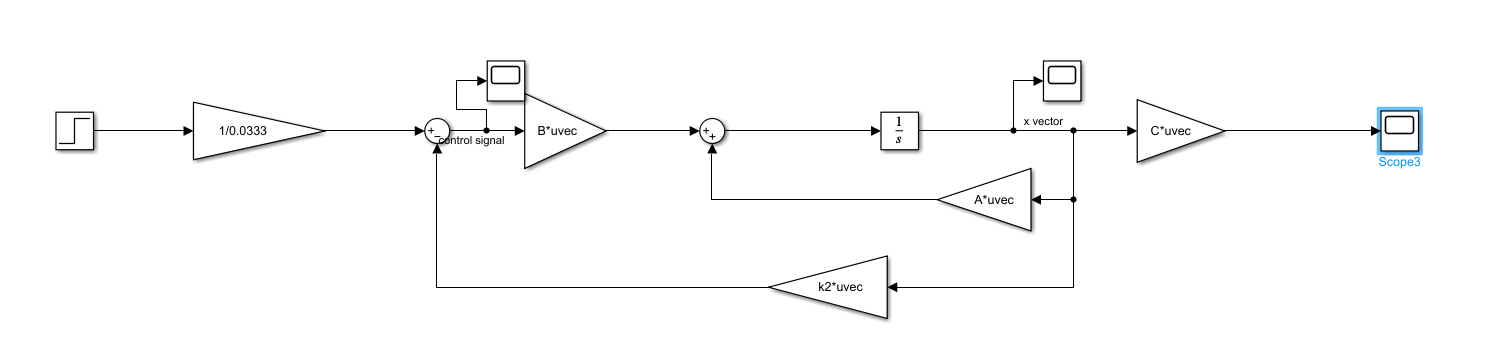 1/0.0333
control signal
B*uvec
1
s
x vector
C*uvec
Scope3
A*uvec
k2*uvec